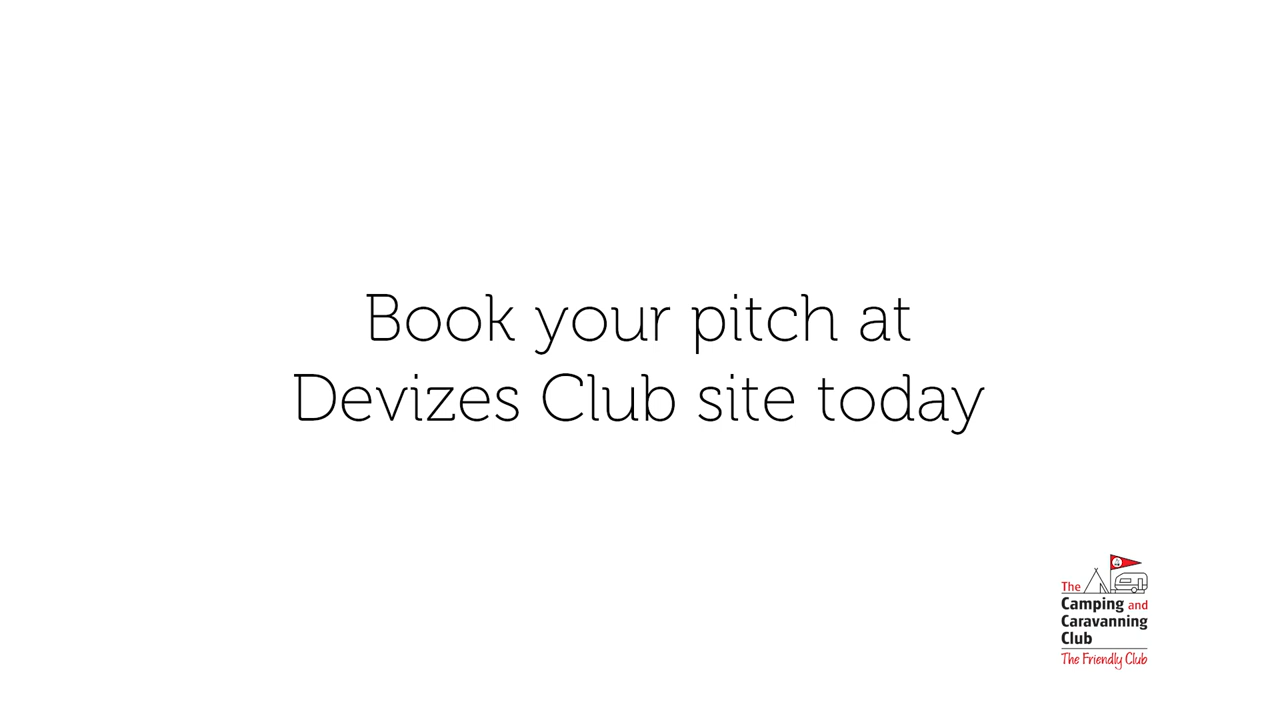 Book your pitch at
Devizes Club site today
The
Camping and
Caravanning
Club
The Friendly Club